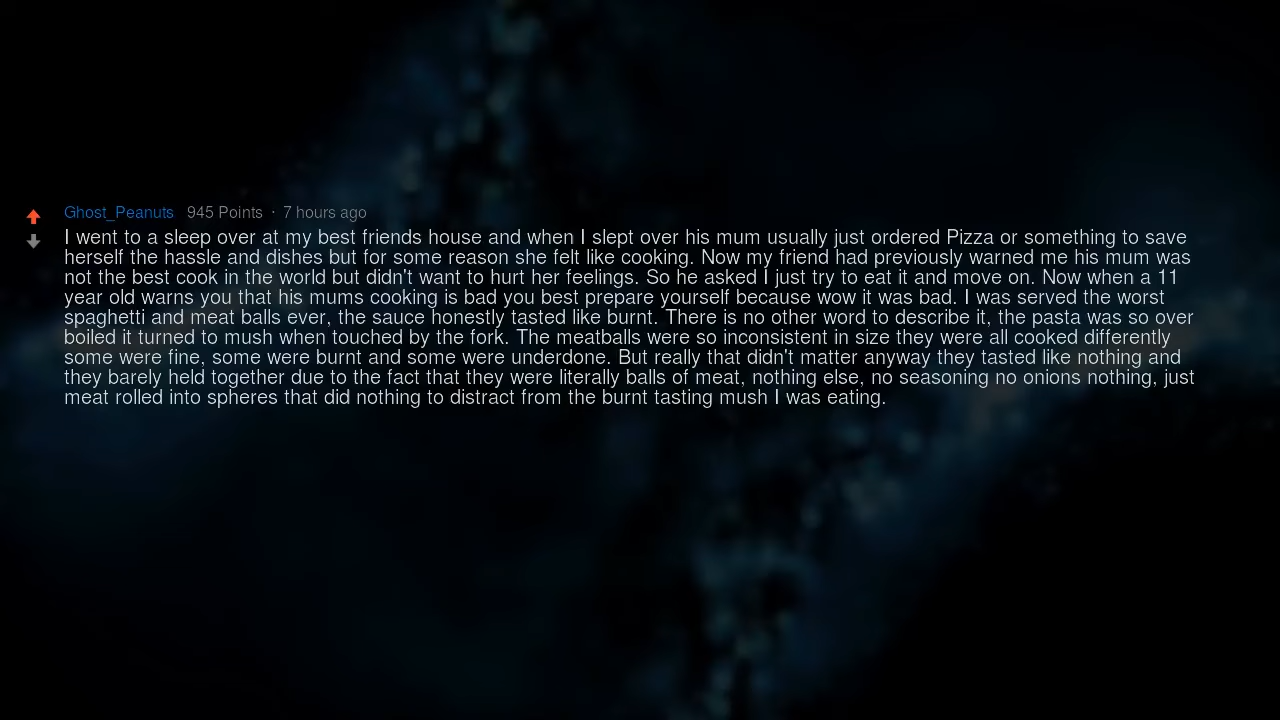 Ghost_Peanuts 945 Points · 7 hours ago
I went to a sleep over at my best friends house and when I slept over his mum usually just ordered Pizza or something to save
herself the hassle and dishes but for some reason she felt like cooking. Now my friend had previously warned me his mum was
not the best cook in the world but didn't want to hurt her feelings. So he asked I just try to eat it and move on. Now when a 11
year old warns you that his mums cooking is bad you best prepare yourself because wow it was bad. I was served the worst
spaghetti and meat balls ever, the sauce honestly tasted like burnt. There is no other word to describe it, the pasta was so over
boiled it turned to mush when touched by the fork. The meatballs were so inconsistent in size they were all cooked differently
some were fine, some were burnt and some were underdone. But really that didn't matter anyway they tasted like nothing and
they barely held together due to the fact that they were literally balls of meat, nothing else, no seasoning no onions nothing, just
meat rolled into spheres that did nothing to distract from the burnt tasting mush I was eating.